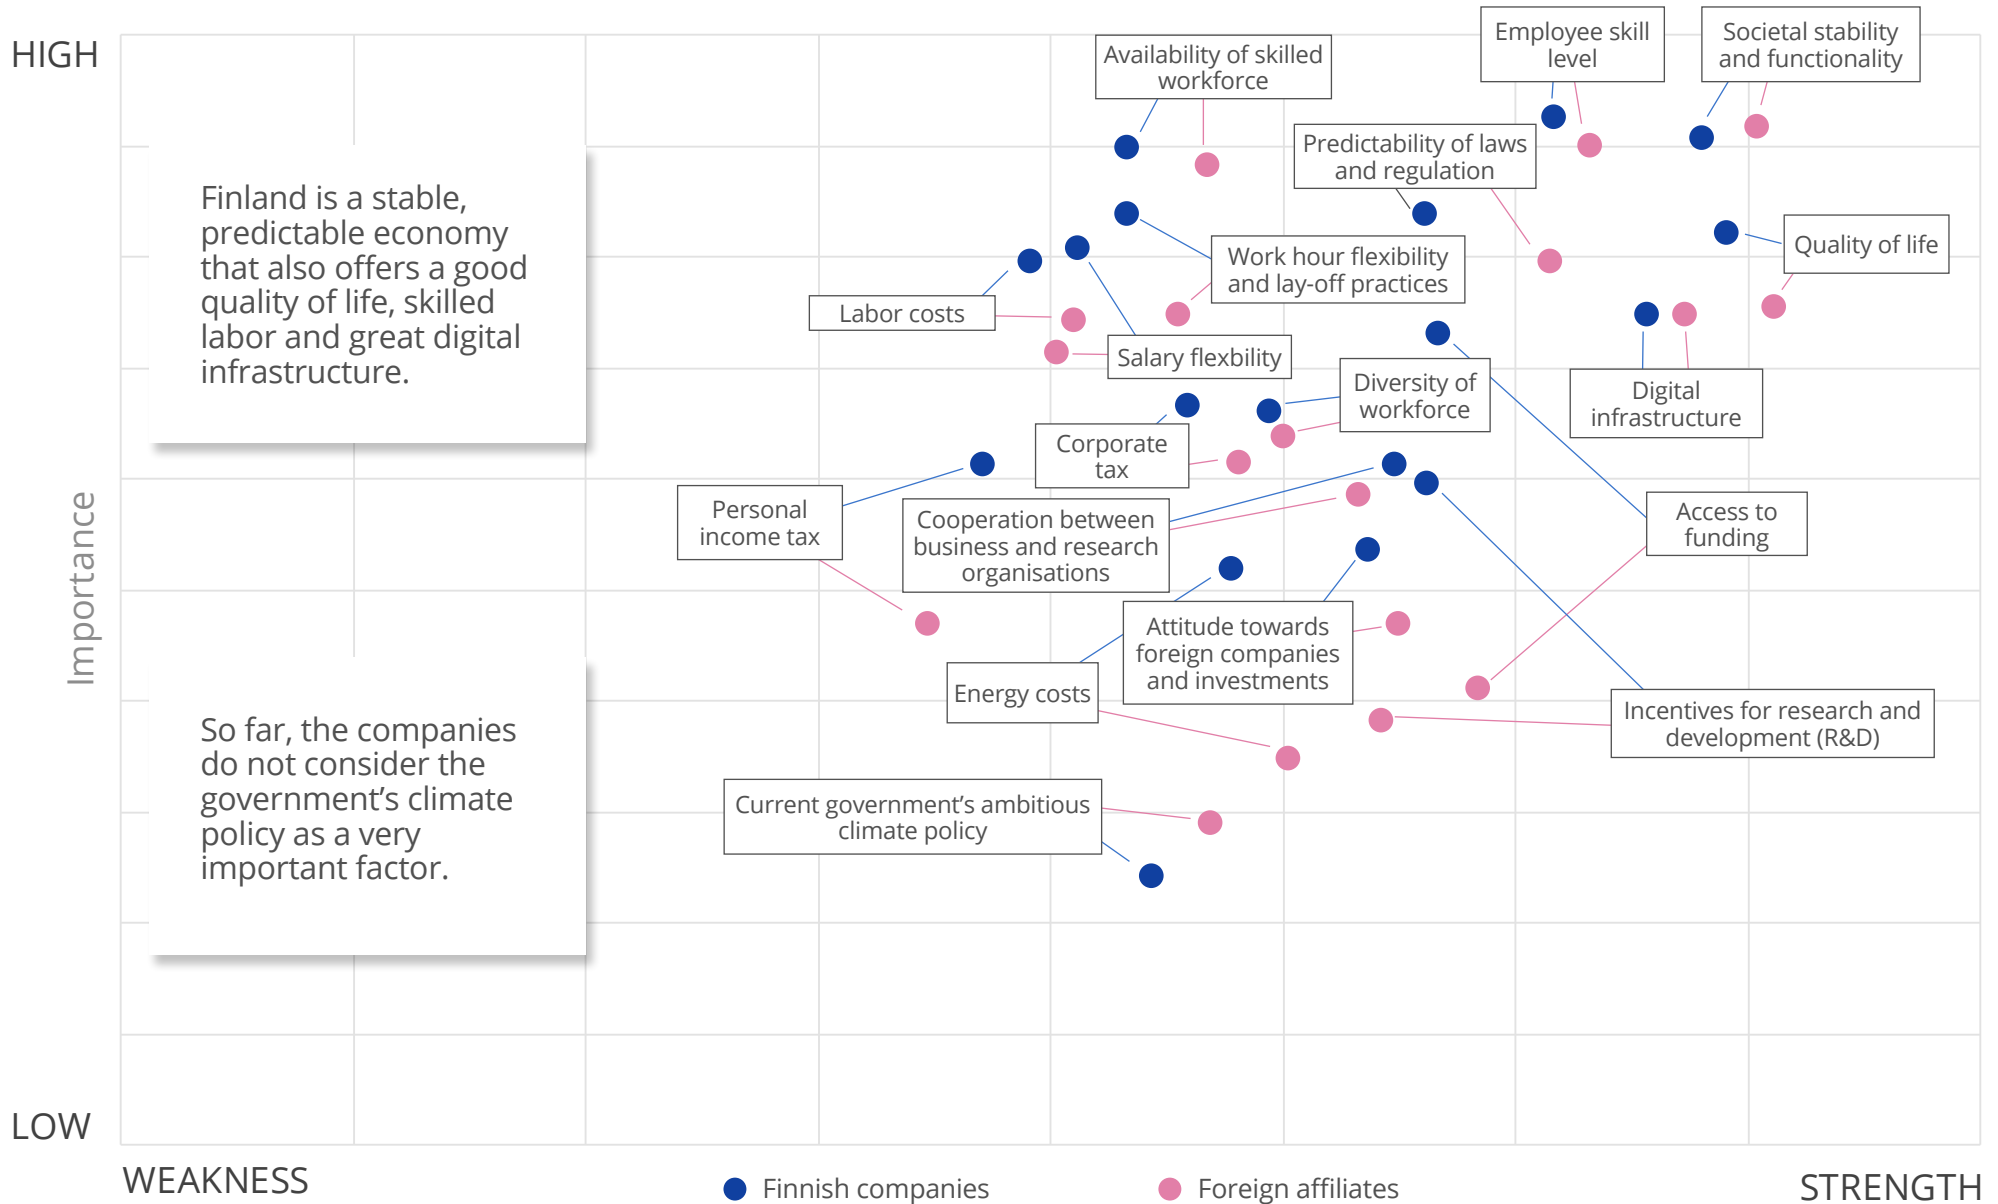 HIGH
Availability of skilled
workforce
Employee skill
level
Societal stability
and functionality
Predictability of laws
and regulation
Finland is a stable,
predictable economy
that also offers a good
quality of life, skilled
labor and great digital
infrastructure.
Work hour flexibility
and lay-off practices
Quality of life
Labor costs
Salary flexbility
Diversity of
workforce
Digital
infrastructure
Corporate
tax
Personal
income tax
Cooperation between
business and research
organisations
Access to
funding
Importance
Attitude towards
foreign companies
and investments
Energy costs
Incentives for research and
development (R&D)
So far, the companies
do not consider the
government’s climate
policy as a very
important factor.
Current government’s ambitious
climate policy
LOW
WEAKNESS
Finnish companies
Foreign affiliates
STRENGTH